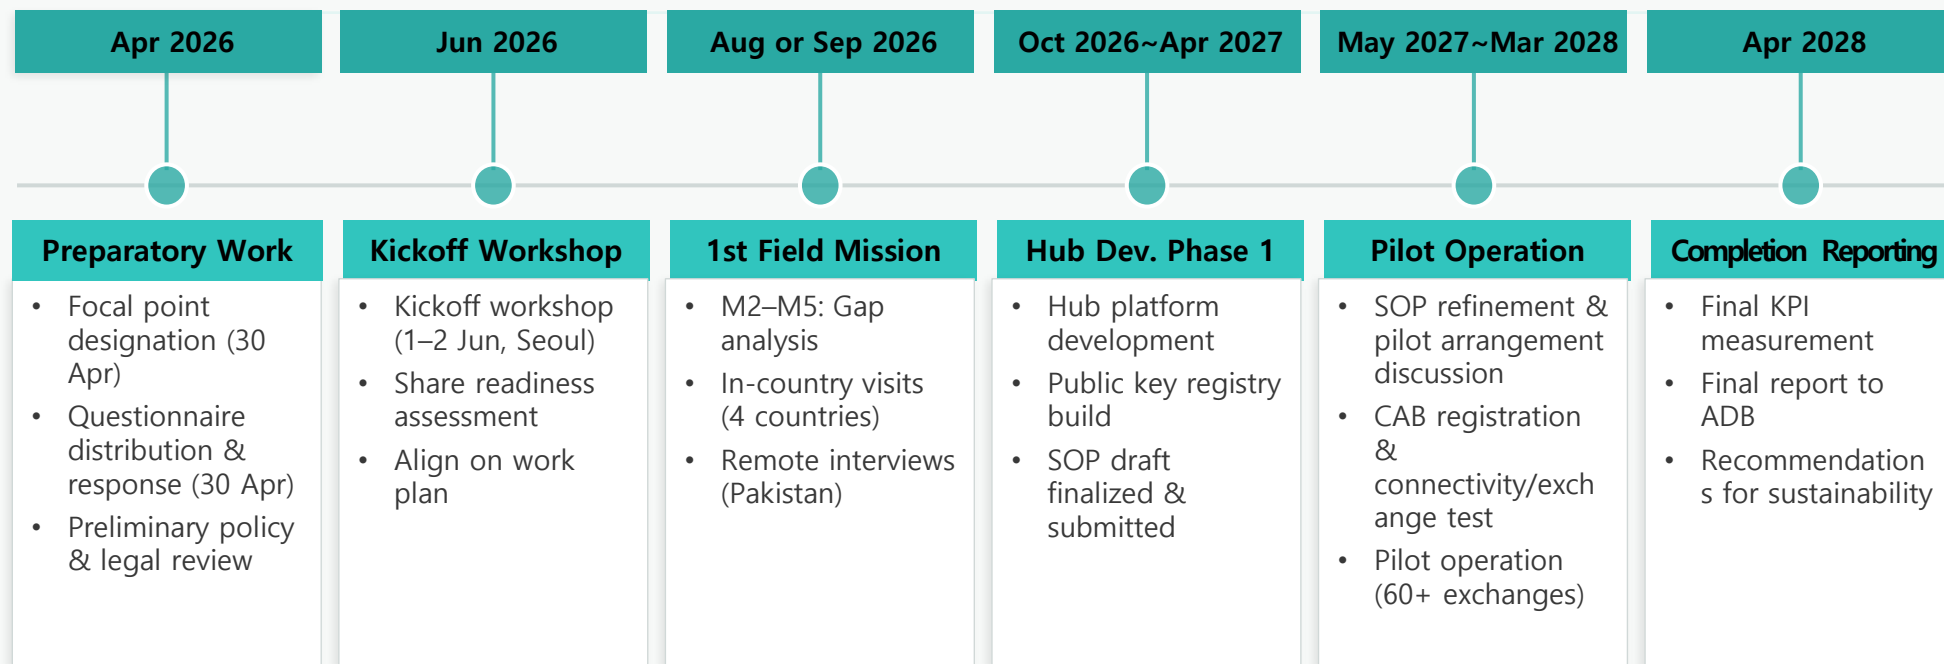 Apr 2026
Jun 2026
Aug or Sep 2026
Oct 2026~Apr 2027
May 2027~Mar 2028
Apr 2028
Preparatory Work
• Focal point
designation (30
Apr)
• Questionnaire
distribution &
response (30 Apr)
• Preliminary policy
& legal review
Kickoff Workshop
• Kickoff workshop
(1–2 Jun, Seoul)
• Share readiness
assessment
• Align on work
plan
1st Field Mission
• M2–M5: Gap
analysis
• In-country visits
(4 countries)
• Remote interviews
(Pakistan)
Hub Dev. Phase 1
• Hub platform
development
• Public key registry
build
• SOP draft
finalized &
submitted
Pilot Operation
• SOP refinement &
pilot arrangement
discussion
• CAB registration
&
connectivity/exch
ange test
• Pilot operation
(60+ exchanges)
Completion Reporting
• Final KPI
measurement
• Final report to
ADB
• Recommendation
s for sustainability